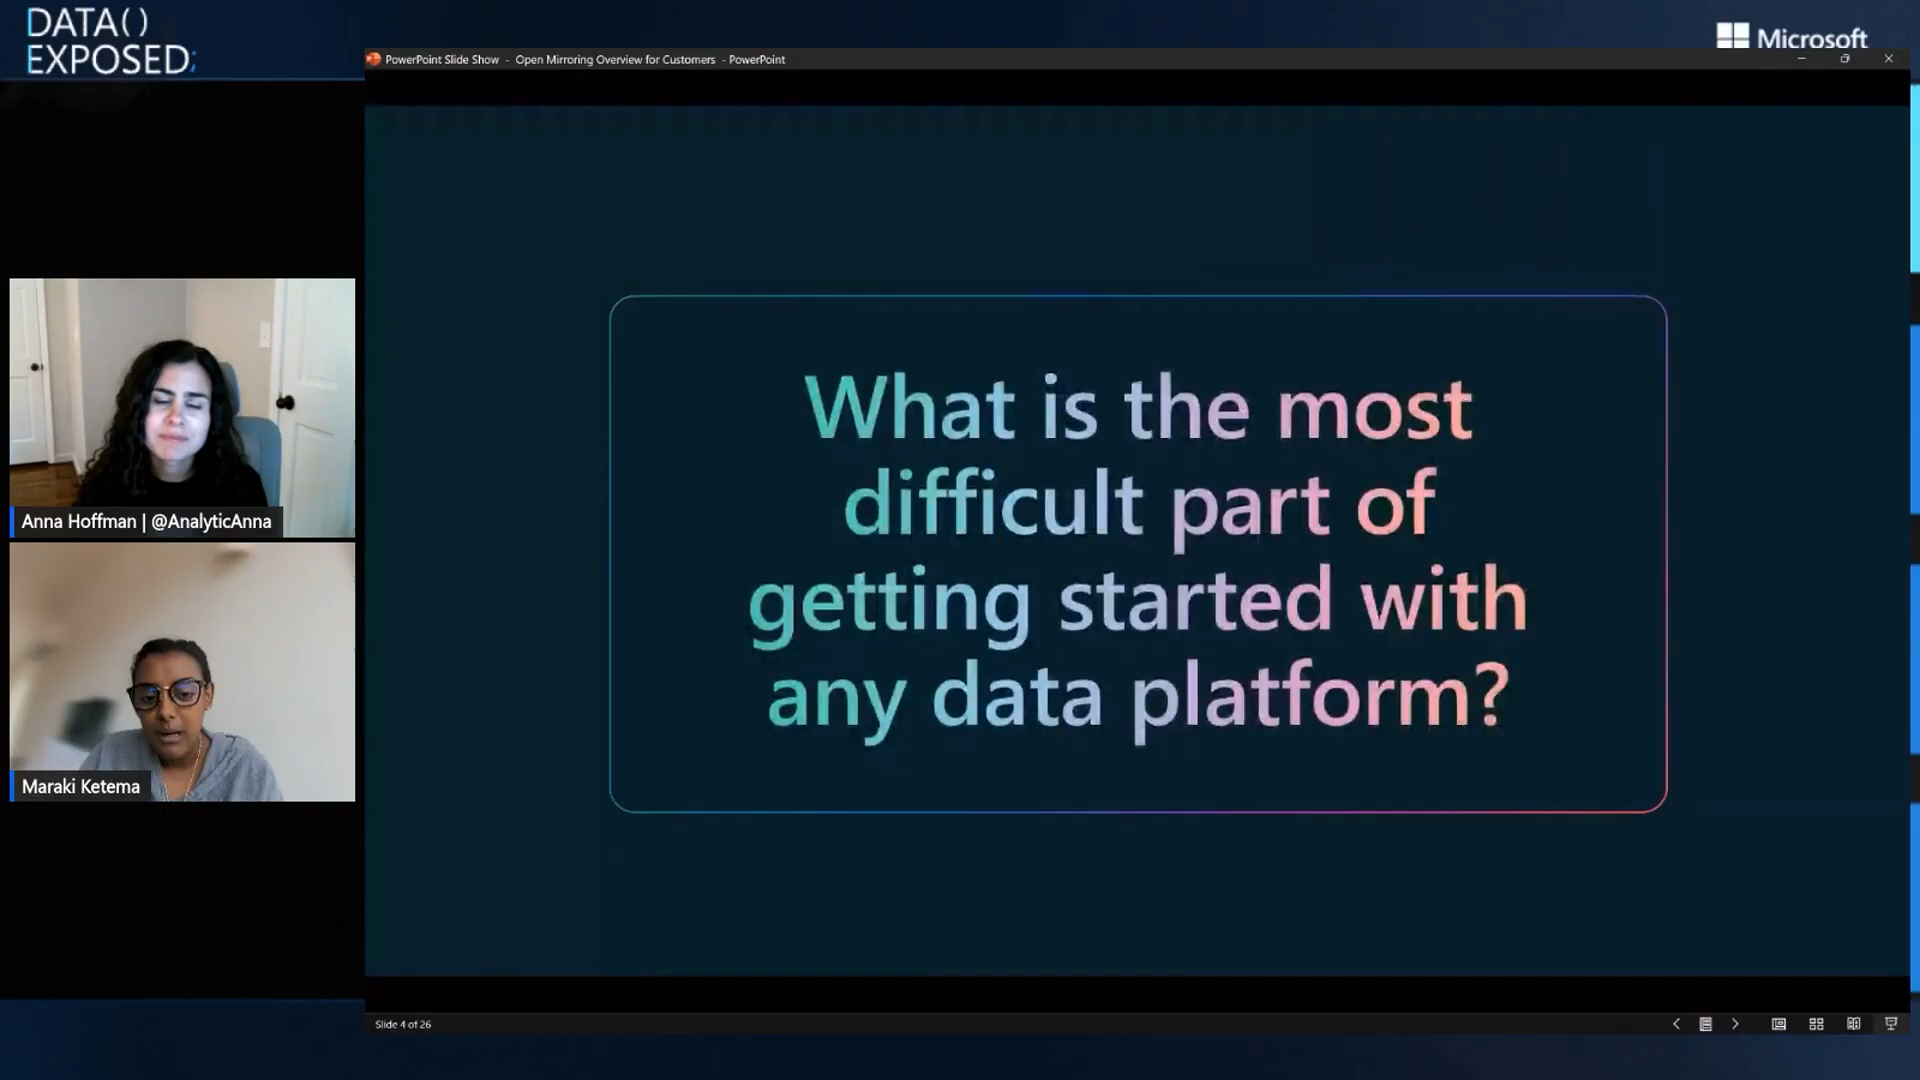 DATA()
EXPOSED;
Microsoft
PowerPoint Slide Show - Open Mirroring Overview for Customers - PowerPoint
What is the most
difficult part of
getting started with
any data platform?
Anna Hoffman | @AnalyticAnna
Maraki Ketema
Slide 4 of 26